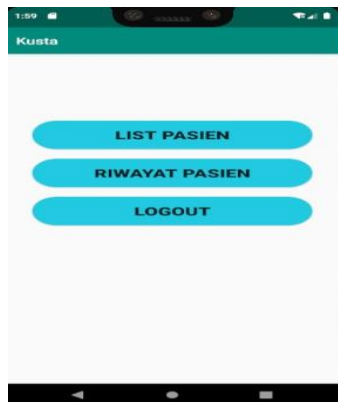 1:59
Kusta
LIST PASIEN
RIWAYAT PASIEN
LOGOUT